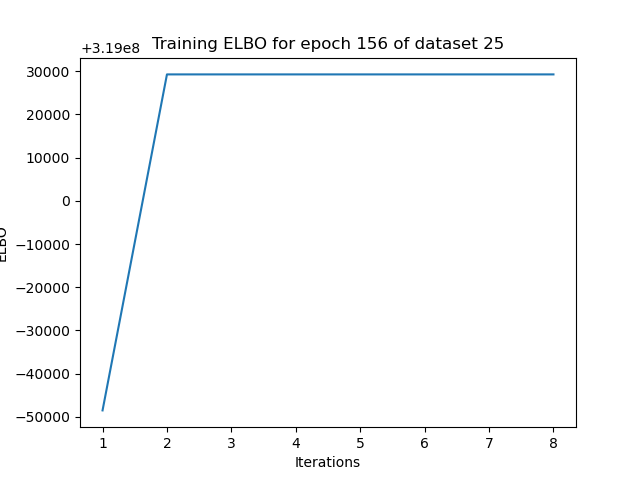 Training ELBO for epoch 156 of dataset 25
+3.19e8
30000
20000
10000
0
−10000
−20000
−30000
−40000
−50000
ELBO
1 2 3 4 5 6 7 8
Iterations